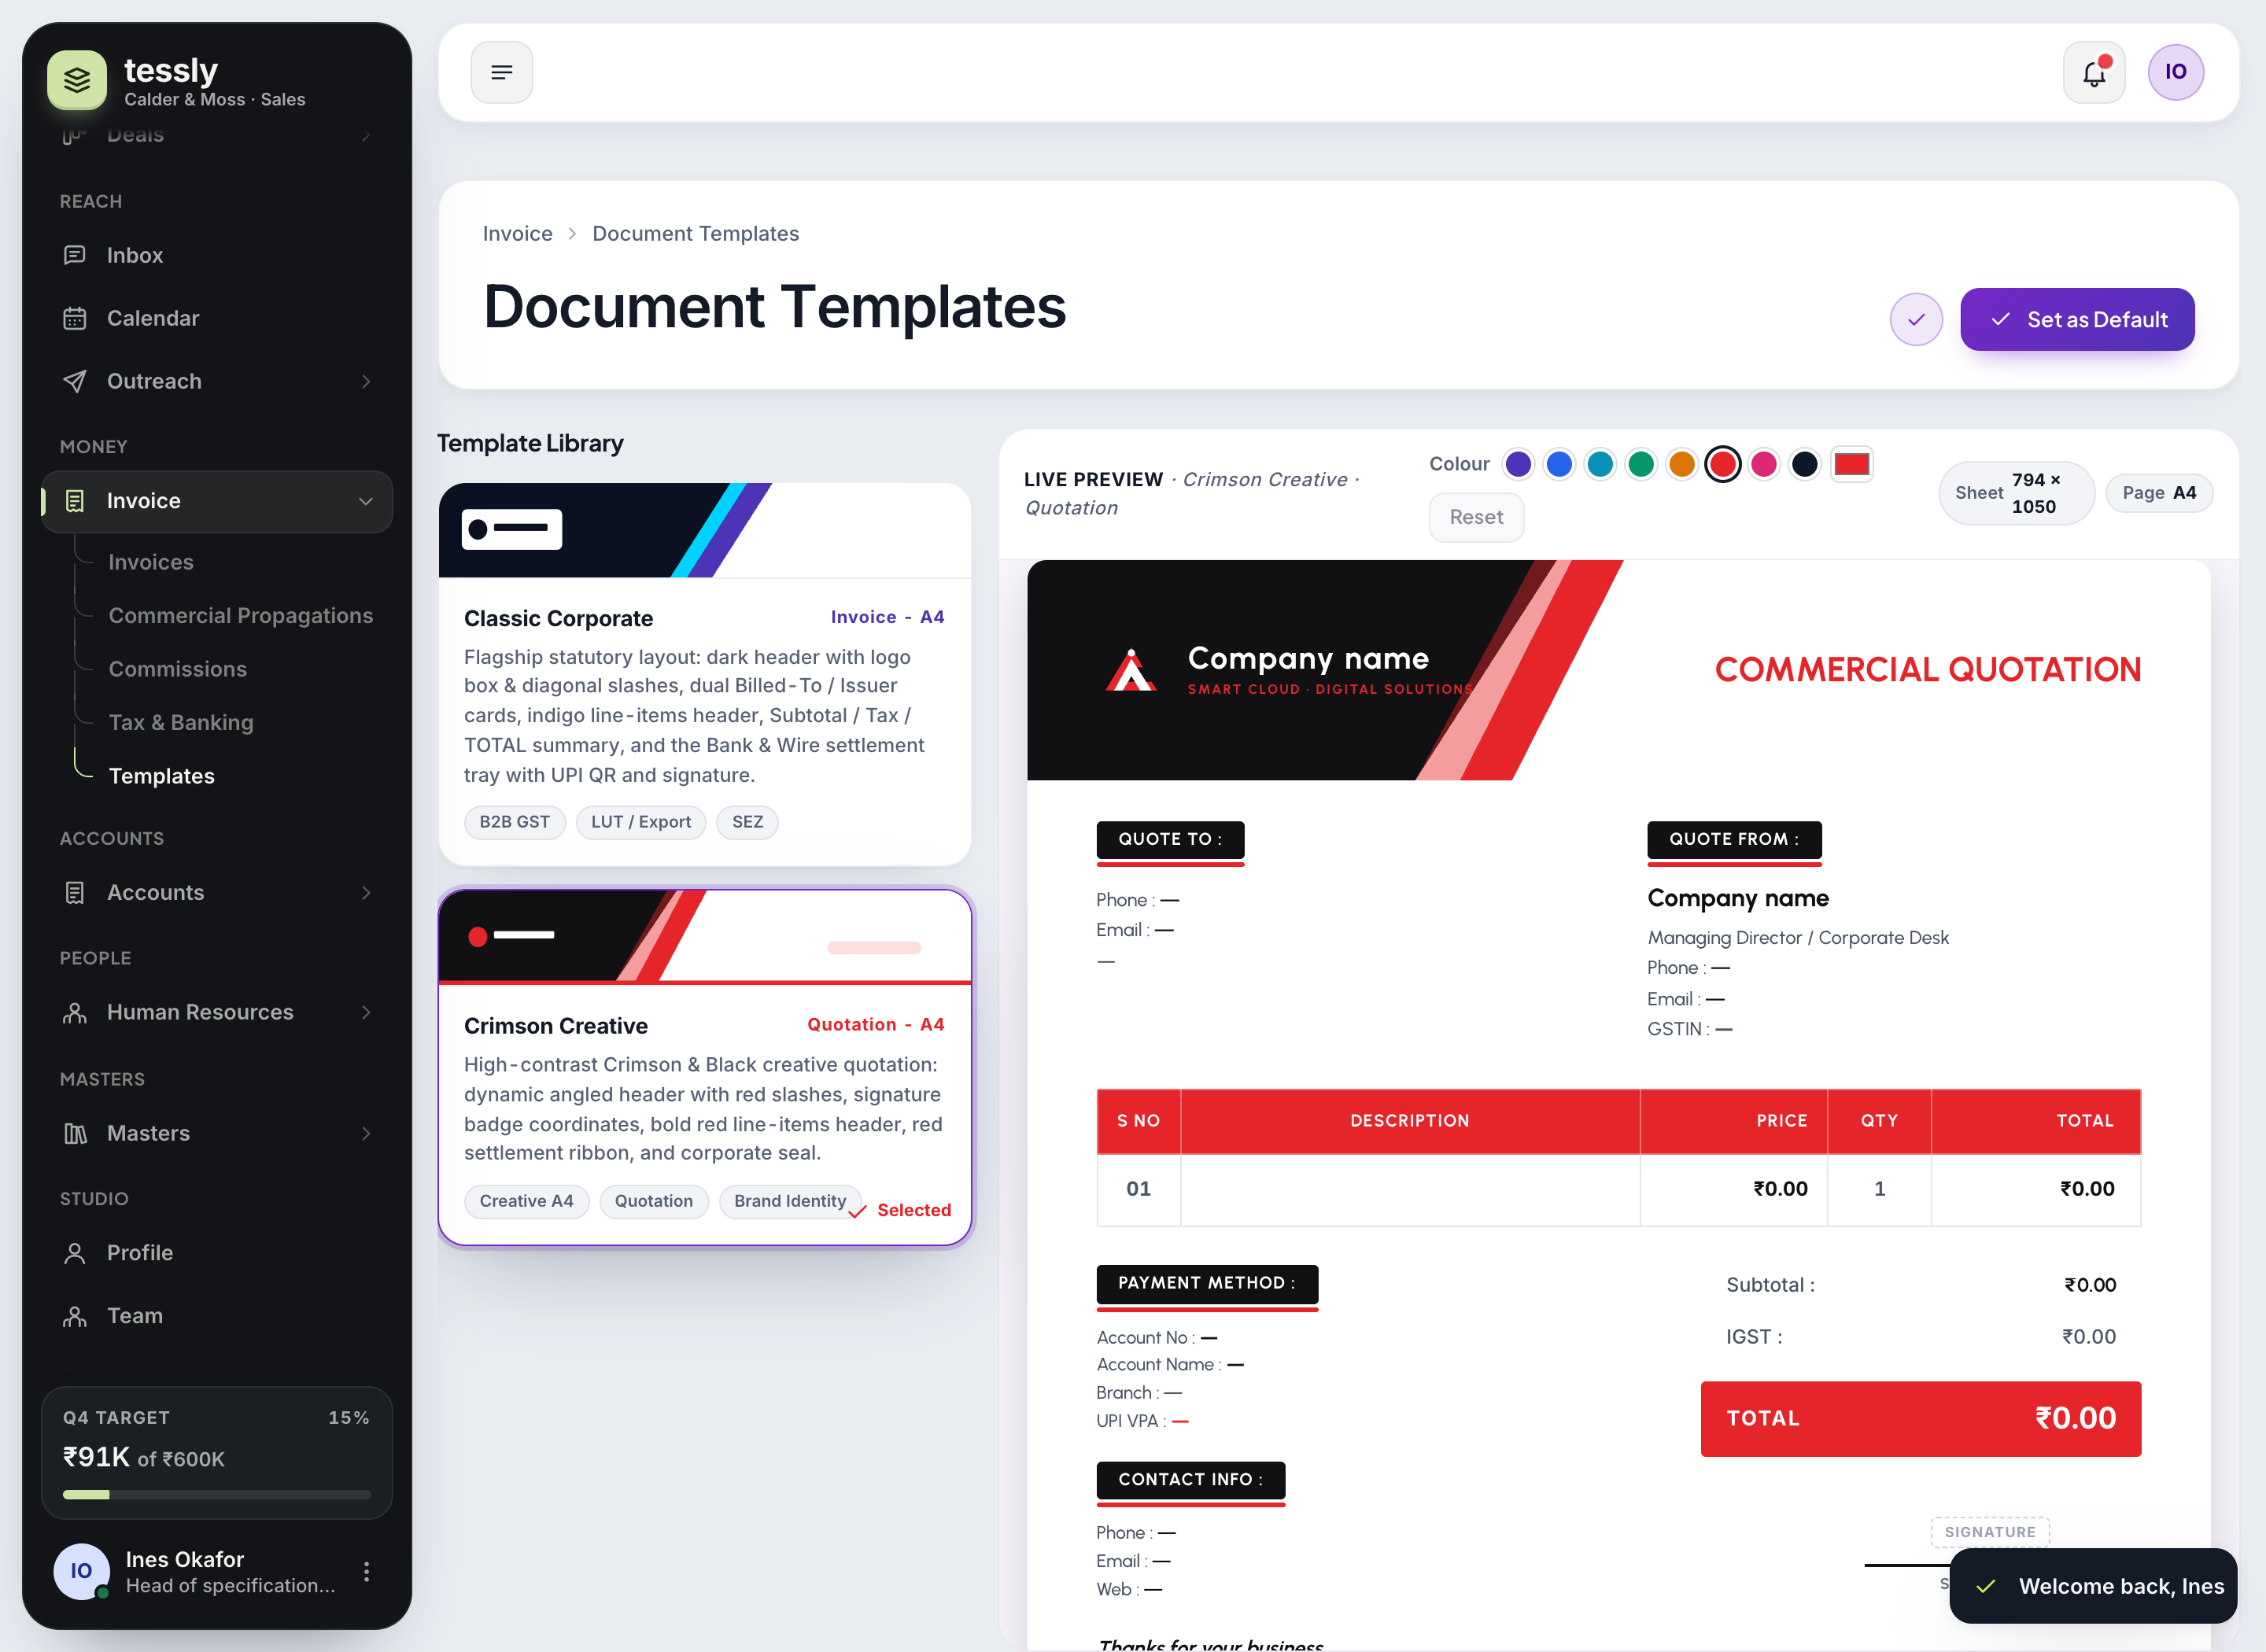 tessly
Calder & Moss · Sales
Deals
REACH
Inbox
Calendar
Outreach
MONEY
Invoice
Invoices
Commercial Propagations
Commissions
Tax & Banking
Templates
ACCOUNTS
Accounts
PEOPLE
Human Resources
MASTERS
Masters
STUDIO
Profile
Team
Q4 TARGET 15%
₹91K of ₹600K
IO
Ines Okafor
Head of specification...
IO
Invoice > Document Templates
Document Templates
Set as Default
Template Library
Classic Corporate Invoice - A4
Flagship statutory layout: dark header with logo
box & diagonal slashes, dual Billed-To / Issuer
cards, indigo line-items header, Subtotal / Tax /
TOTAL summary, and the Bank & Wire settlement
tray with UPI QR and signature.
B2B GST LUT / Export SEZ
Crimson Creative Quotation - A4
High-contrast Crimson & Black creative quotation:
dynamic angled header with red slashes, signature
badge coordinates, bold red line-items header, red
settlement ribbon, and corporate seal.
Creative A4 Quotation Brand Identity Selected
LIVE PREVIEW · Crimson Creative ·
Quotation
Colour
Reset
Sheet 794 ×
1050
Page A4
Company name
SMART CLOUD · DIGITAL SOLUTIONS
COMMERCIAL QUOTATION
QUOTE TO :
Phone : —
Email : —
—
QUOTE FROM :
Company name
Managing Director / Corporate Desk
Phone : —
Email : —
GSTIN : —
S NO DESCRIPTION PRICE QTY TOTAL
01 ₹0.00 1 ₹0.00
PAYMENT METHOD :
Account No : —
Account Name : —
Branch : —
UPI VPA : —
Subtotal : ₹0.00
IGST : ₹0.00
TOTAL ₹0.00
CONTACT INFO :
Phone : —
Email : —
Web : —
SIGNATURE
Welcome back, Ines
Thanks for your business